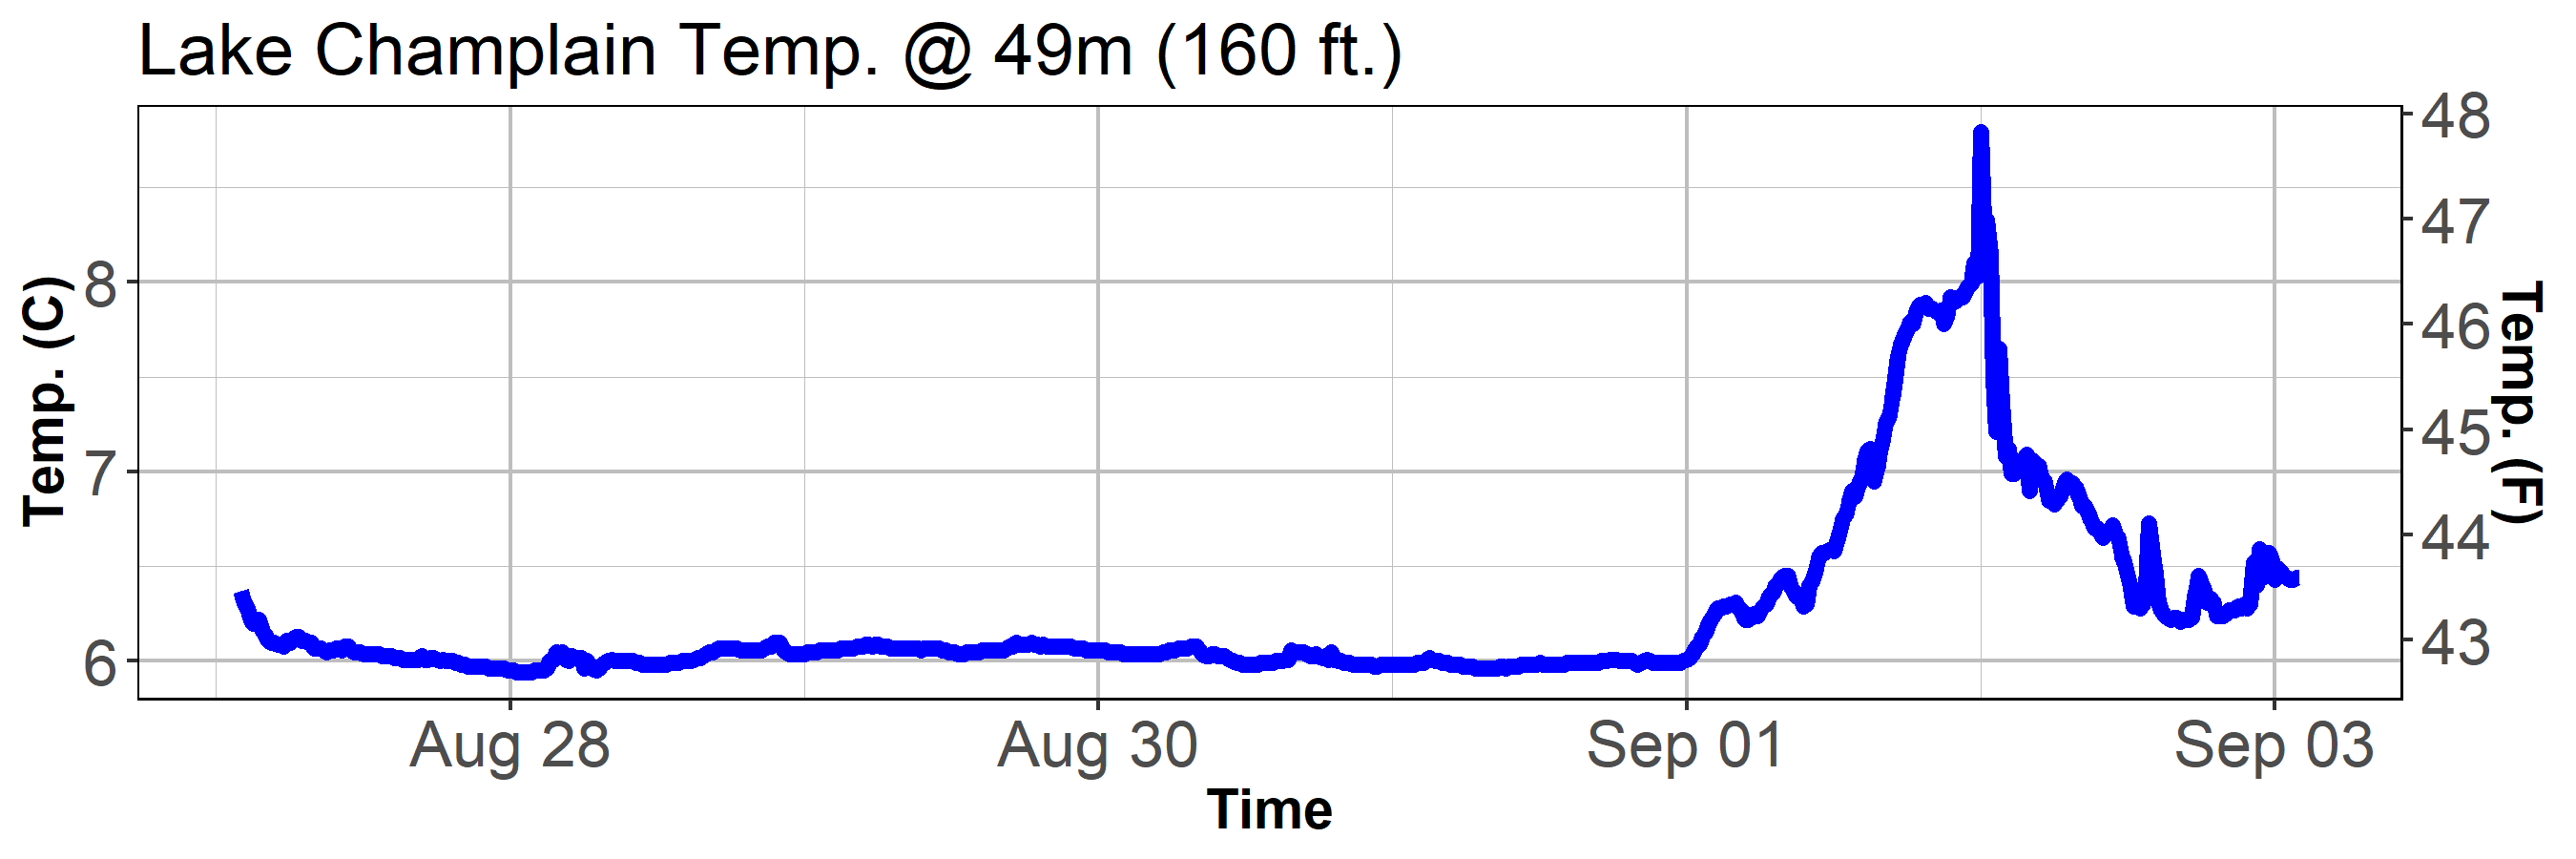 Lake Champlain Temp. @ 49m (160 ft.)
Temp. (C)
8
7
6
48
47
46
45
44
43
Temp. (F)
Aug 28
Aug 30
Sep 01
Sep 03
Time